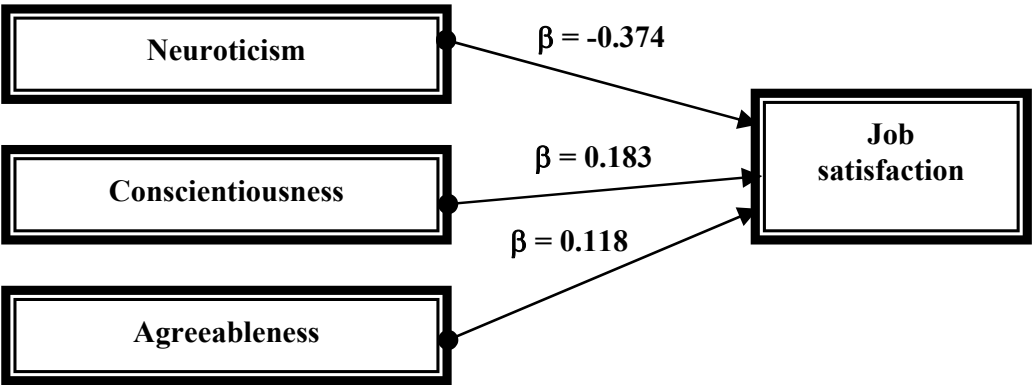 Neuroticism
β = -0.374
Job
satisfaction
Conscientiousness
β = 0.183
β = 0.118
Agreeableness